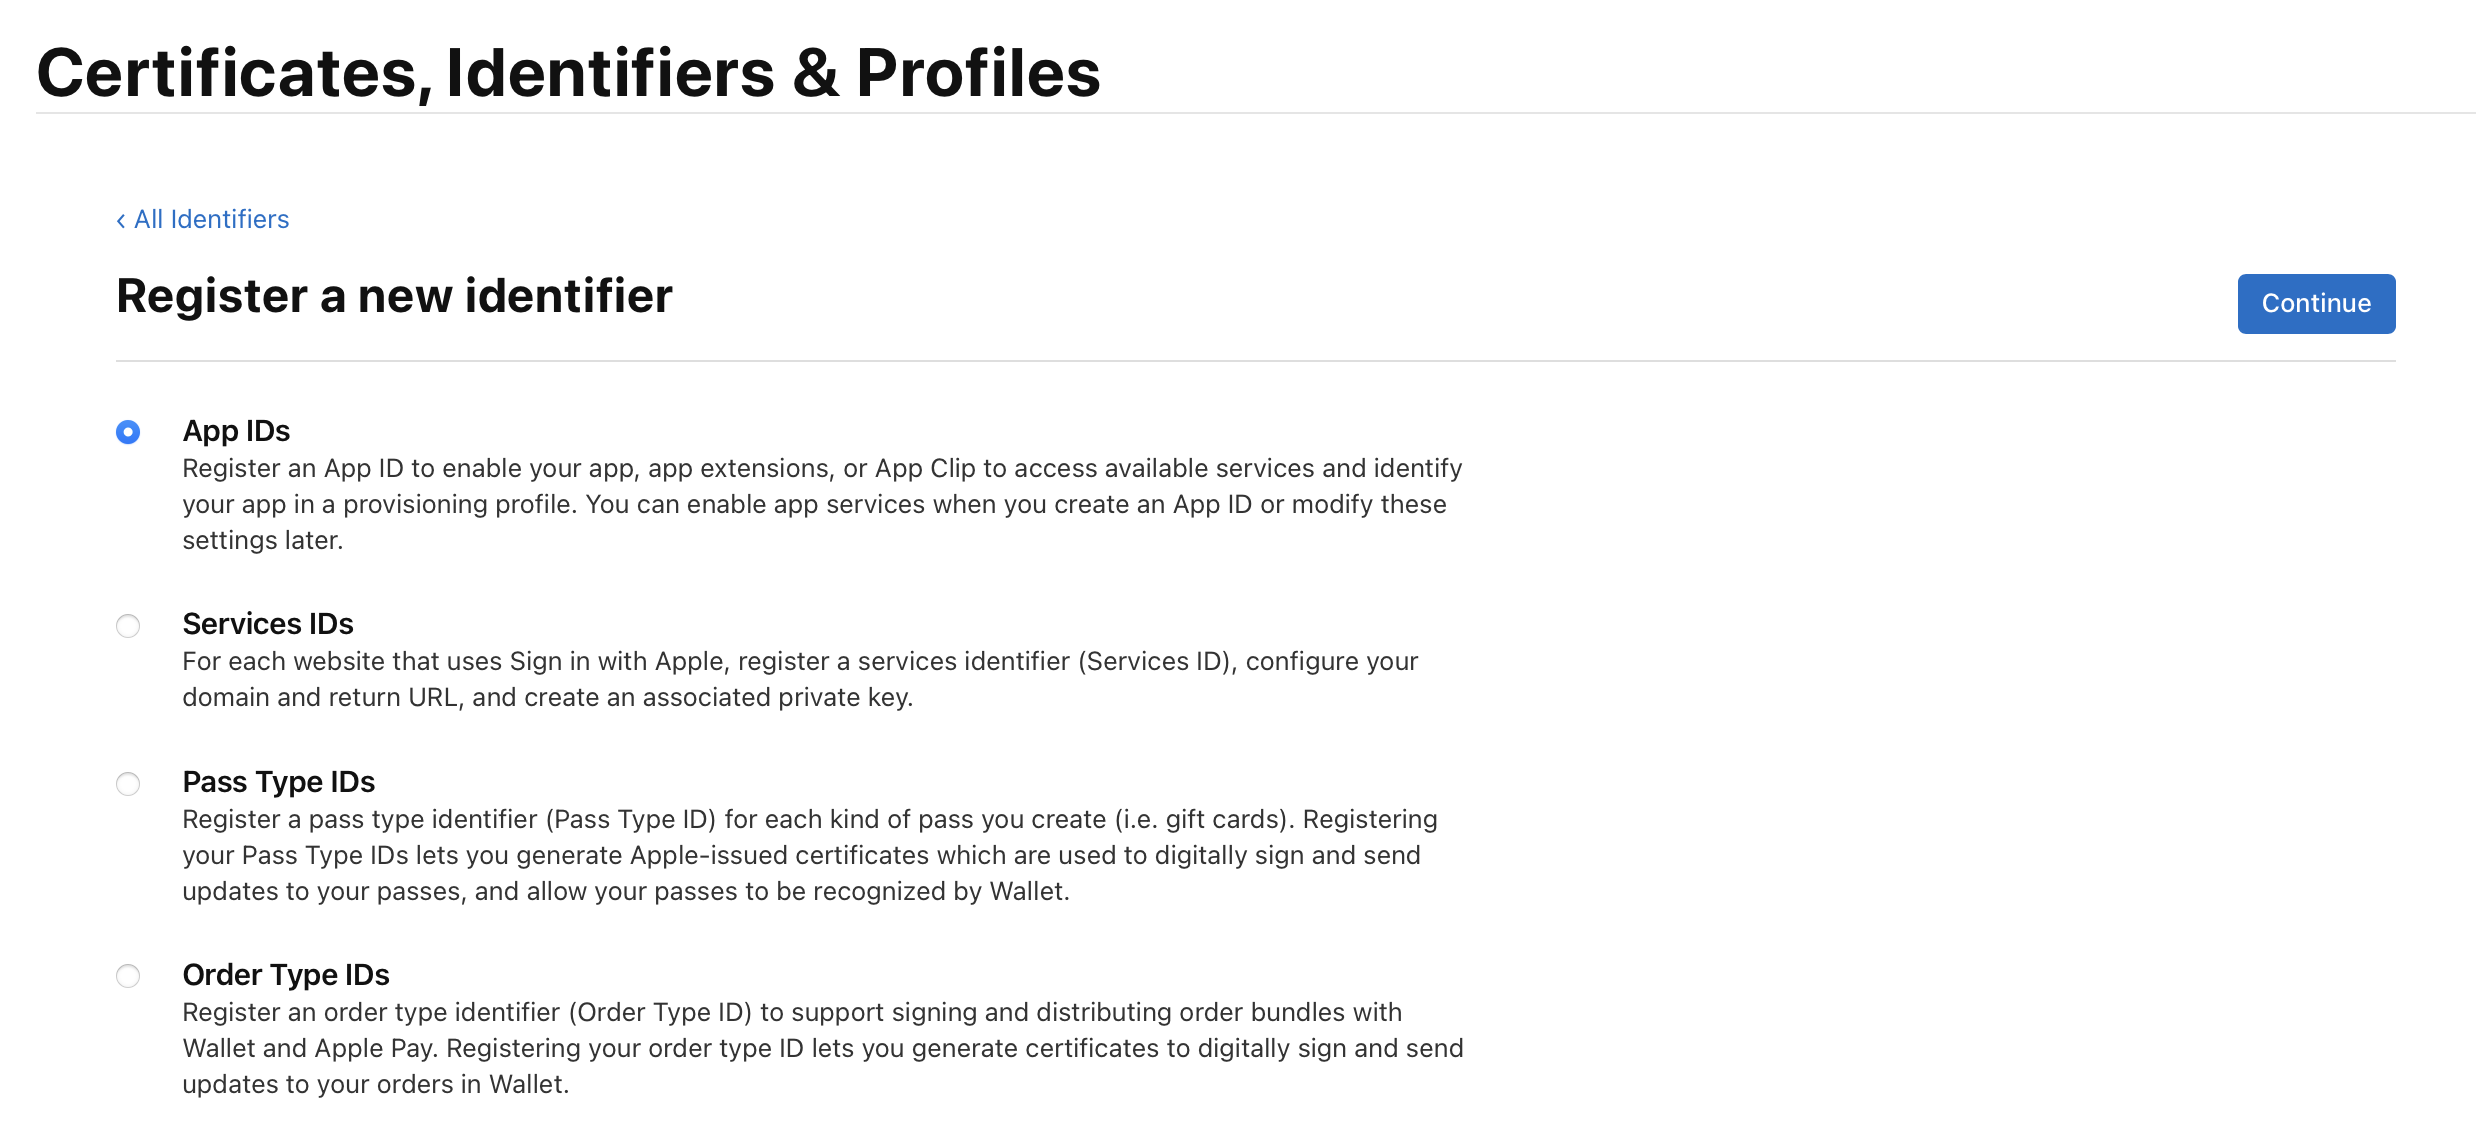 Certificates, Identifiers & Profiles
‹ All Identifiers
Register a new identifier
Continue
App IDs
Register an App ID to enable your app, app extensions, or App Clip to access available services and identify
your app in a provisioning profile. You can enable app services when you create an App ID or modify these
settings later.
Services IDs
For each website that uses Sign in with Apple, register a services identifier (Services ID), configure your
domain and return URL, and create an associated private key.
Pass Type IDs
Register a pass type identifier (Pass Type ID) for each kind of pass you create (i.e. gift cards). Registering
your Pass Type IDs lets you generate Apple-issued certificates which are used to digitally sign and send
updates to your passes, and allow your passes to be recognized by Wallet.
Order Type IDs
Register an order type identifier (Order Type ID) to support signing and distributing order bundles with
Wallet and Apple Pay. Registering your order type ID lets you generate certificates to digitally sign and send
updates to your orders in Wallet.